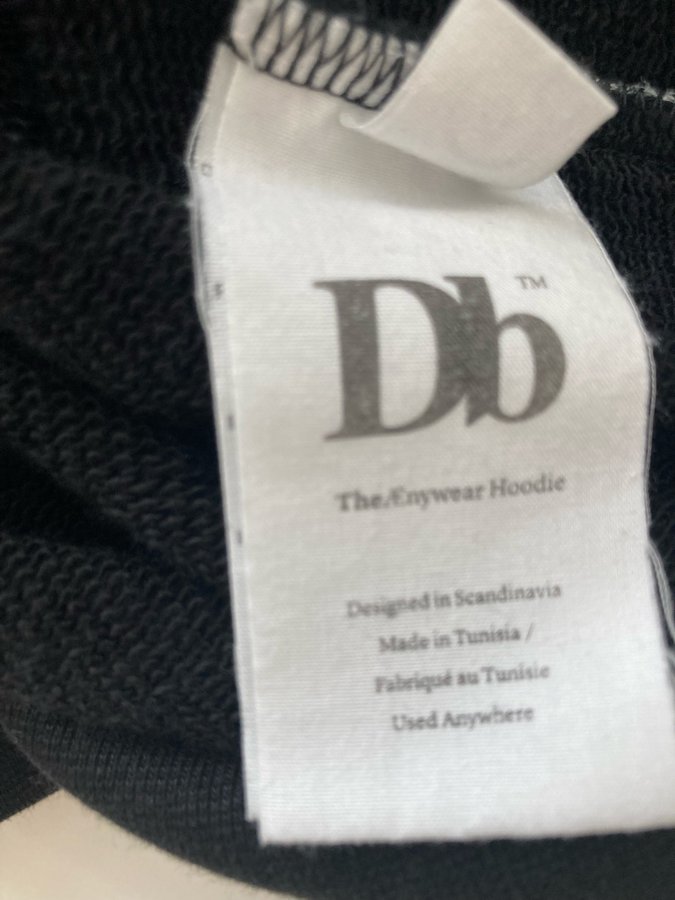 Db™
The Ænywear Hoodie
Designed in Scandinavia
Made in Tunisia /
Fabriqué au Tunisie
Used Anywhere